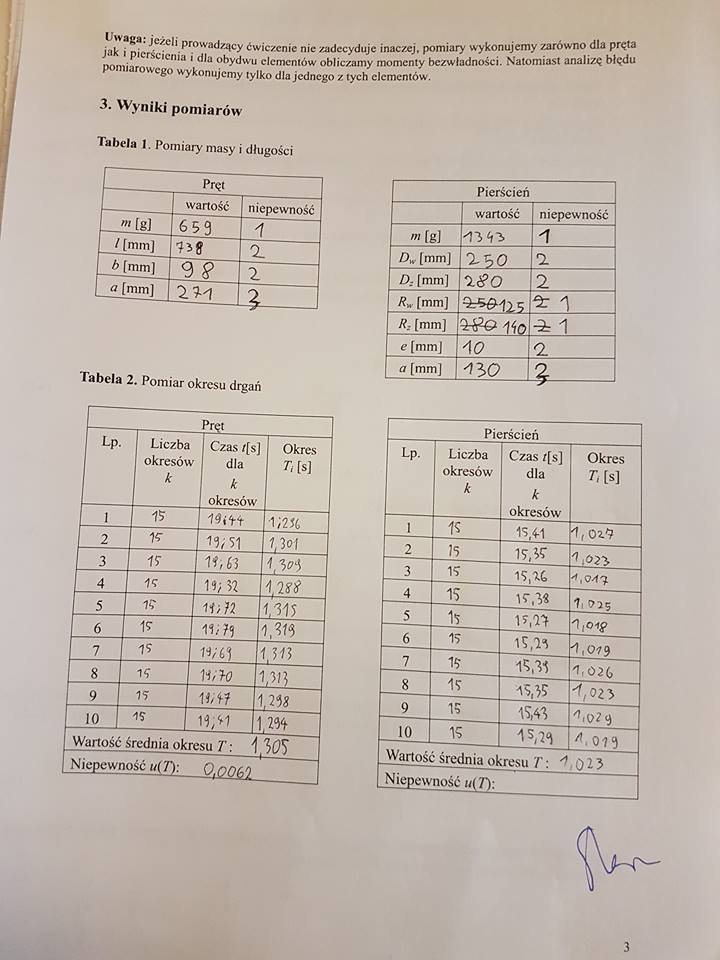 Uwaga: jeżeli prowadzący ćwiczenie nie zadecyduje inaczej, pomiary wykonujemy zarówno dla pręta
jak i pierścienia i dla obydwu elementów obliczamy momenty bezwładności. Natomiast analizę błędu
pomiarowego wykonujemy tylko dla jednego z tych elementów.
3. Wyniki pomiarów
Tabela 1. Pomiary masy i długości
Pręt
wartość niepewność
m [g] 659 1
l [mm] 738 2
b [mm] 98 2
a [mm] 271 3
Pierścień
wartość niepewność
m [g] 1343 1
Dw [mm] 250 2
Dz [mm] 280 2
Rw [mm] 250 125 2 1
Rz [mm] 280 140 2 1
e [mm] 10 2
a [mm] 130 3
Tabela 2. Pomiar okresu drgań
Pręt
Lp. Liczba Czas t[s] Okres
okresów dla Ti [s]
k k
okresów
1 15 19,44 1,296
2 15 19,51 1,301
3 15 19,63 1,309
4 15 19,32 1,288
5 15 19,72 1,315
6 15 19,79 1,319
7 15 19,69 1,313
8 15 19,70 1,313
9 15 19,47 1,298
10 15 19,41 1,294
Wartość średnia okresu T : 1,305
Niepewność u(T): 0,0062
Pierścień
Lp. Liczba Czas t[s] Okres
okresów dla Ti [s]
k k
okresów
1 15 15,41 1,027
2 15 15,35 1,023
3 15 15,26 1,017
4 15 15,38 1,025
5 15 15,27 1,018
6 15 15,29 1,019
7 15 15,39 1,026
8 15 15,35 1,023
9 15 15,43 1,029
10 15 15,29 1,019
Wartość średnia okresu T : 1,023
Niepewność u(T):
3